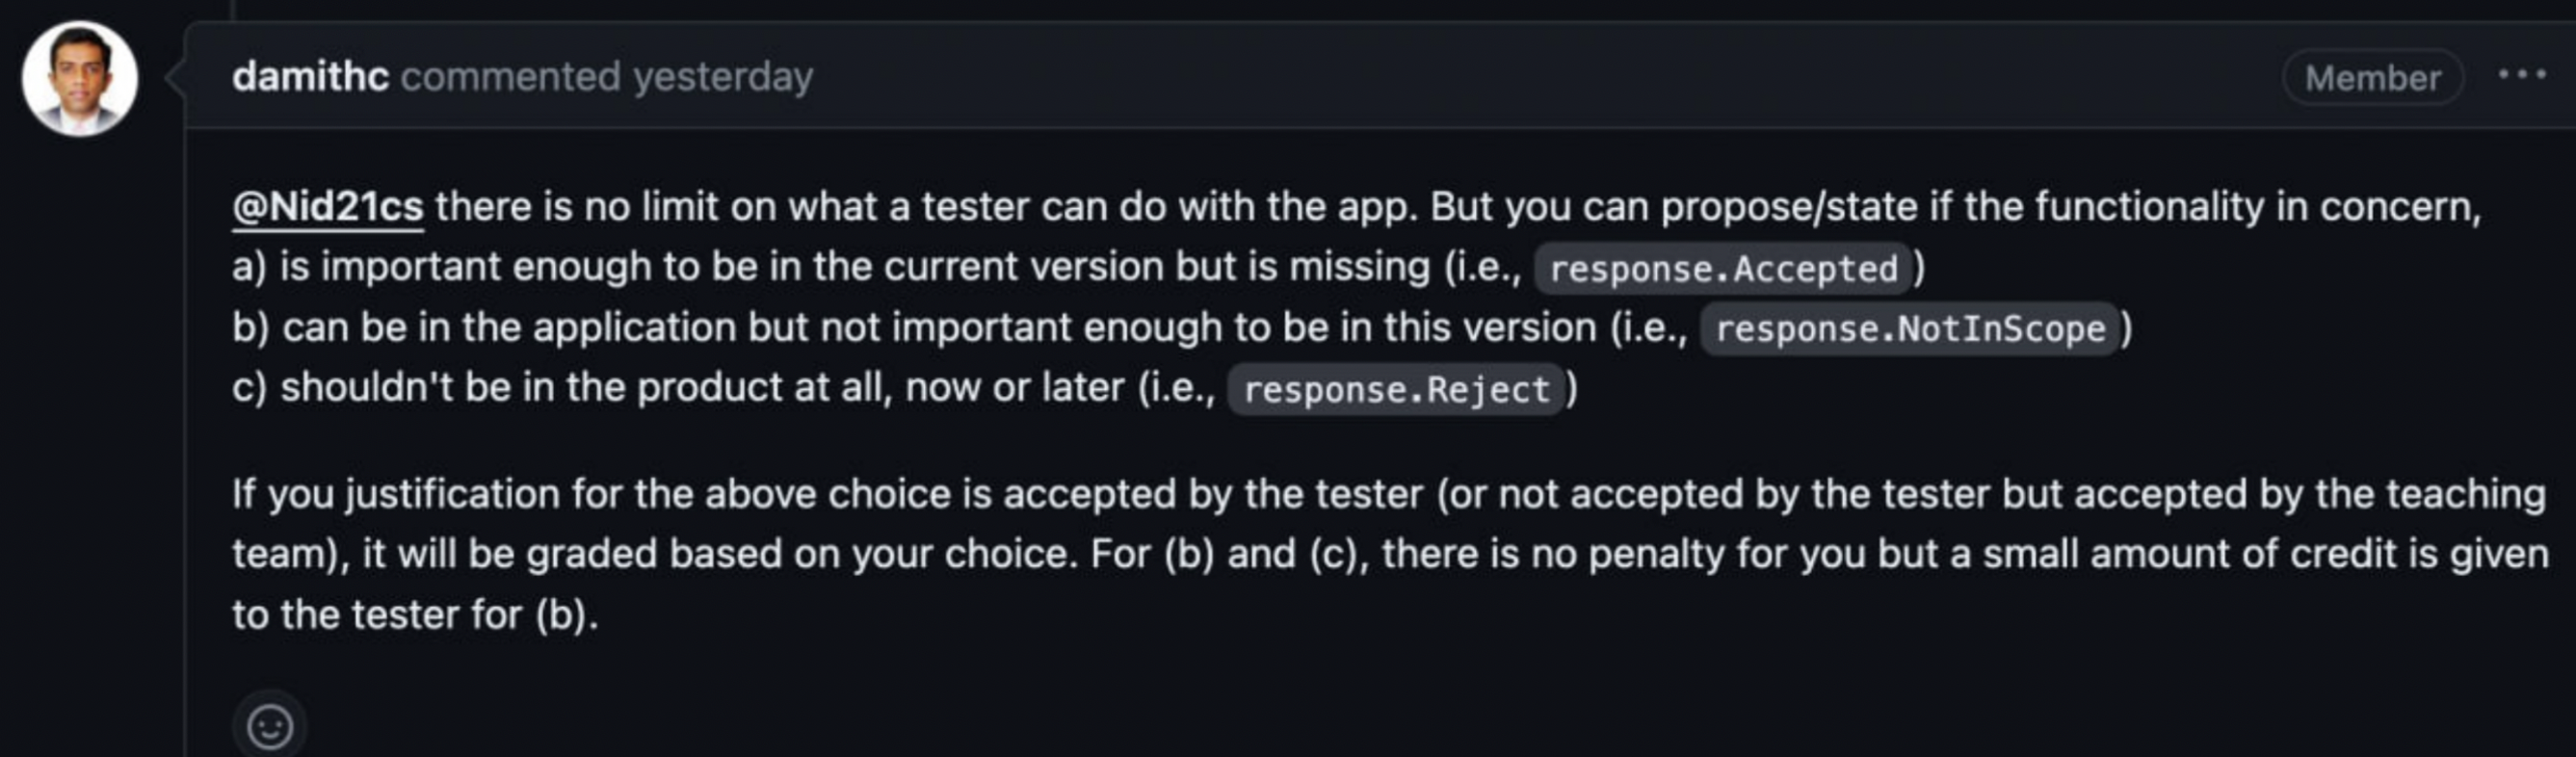 damithc commented yesterday
Member
@Nid21cs there is no limit on what a tester can do with the app. But you can propose/state if the functionality in concern,
a) is important enough to be in the current version but is missing (i.e., response.Accepted)
b) can be in the application but not important enough to be in this version (i.e., response.NotInScope)
c) shouldn't be in the product at all, now or later (i.e., response.Reject)
If you justification for the above choice is accepted by the tester (or not accepted by the tester but accepted by the teaching
team), it will be graded based on your choice. For (b) and (c), there is no penalty for you but a small amount of credit is given
to the tester for (b).